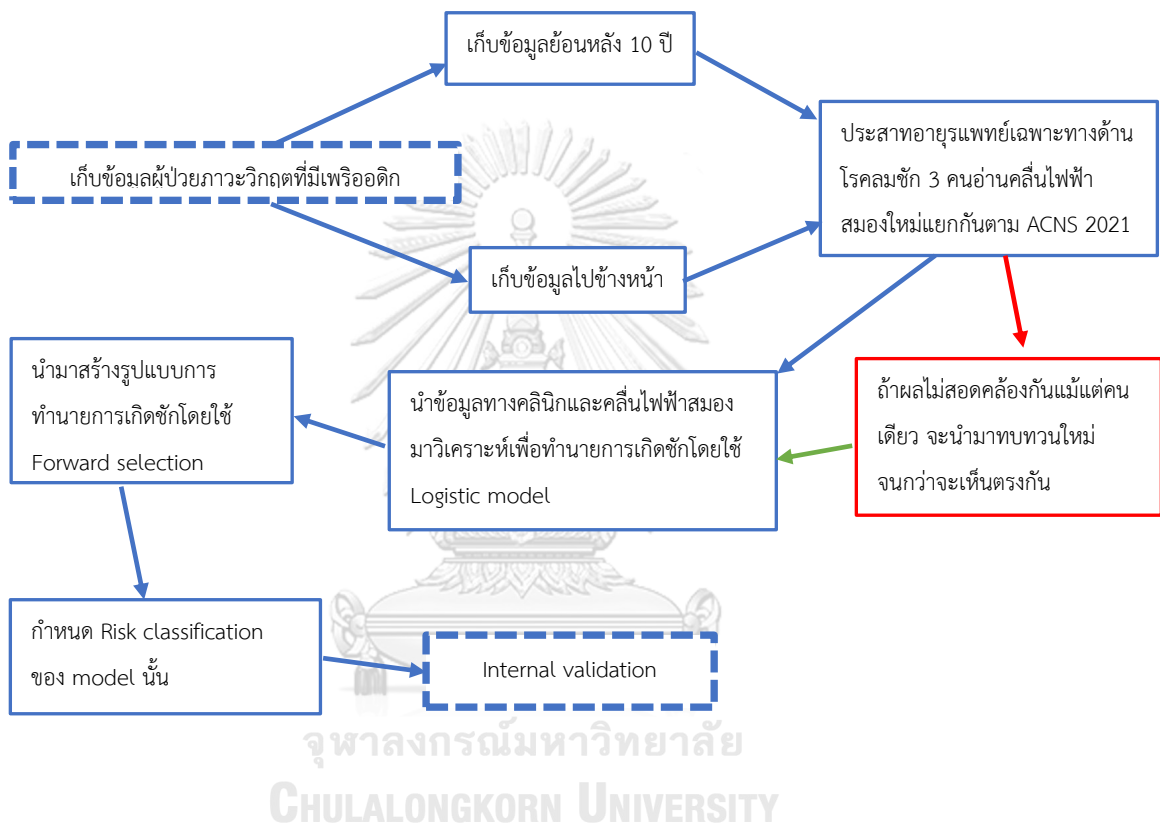 เก็บข้อมูลย้อนหลัง 10 ปี
เก็บข้อมูลผู้ป่วยภาวะวิกฤตที่มีเพริออดิก
ประสาทอายุรแพทย์เฉพาะทางด้าน
โรคลมชัก 3 คนอ่านคลื่นไฟฟ้า
สมองใหม่แยกกันตาม ACNS 2021
เก็บข้อมูลไปข้างหน้า
นำมาสร้างรูปแบบการ
ทำนายการเกิดชักโดยใช้
Forward selection
นำข้อมูลทางคลินิกและคลื่นไฟฟ้าสมอง
มาวิเคราะห์เพื่อทำนายการเกิดชักโดยใช้
Logistic model
ถ้าผลไม่สอดคล้องกันแม้แต่คน
เดียว จะนำมาทบทวนใหม่
จนกว่าจะเห็นตรงกัน
กำหนด Risk classification
ของ model นั้น
Internal validation
จุฬาลงกรณ์มหาวิทยาลัย
CHULALONGKORN UNIVERSITY